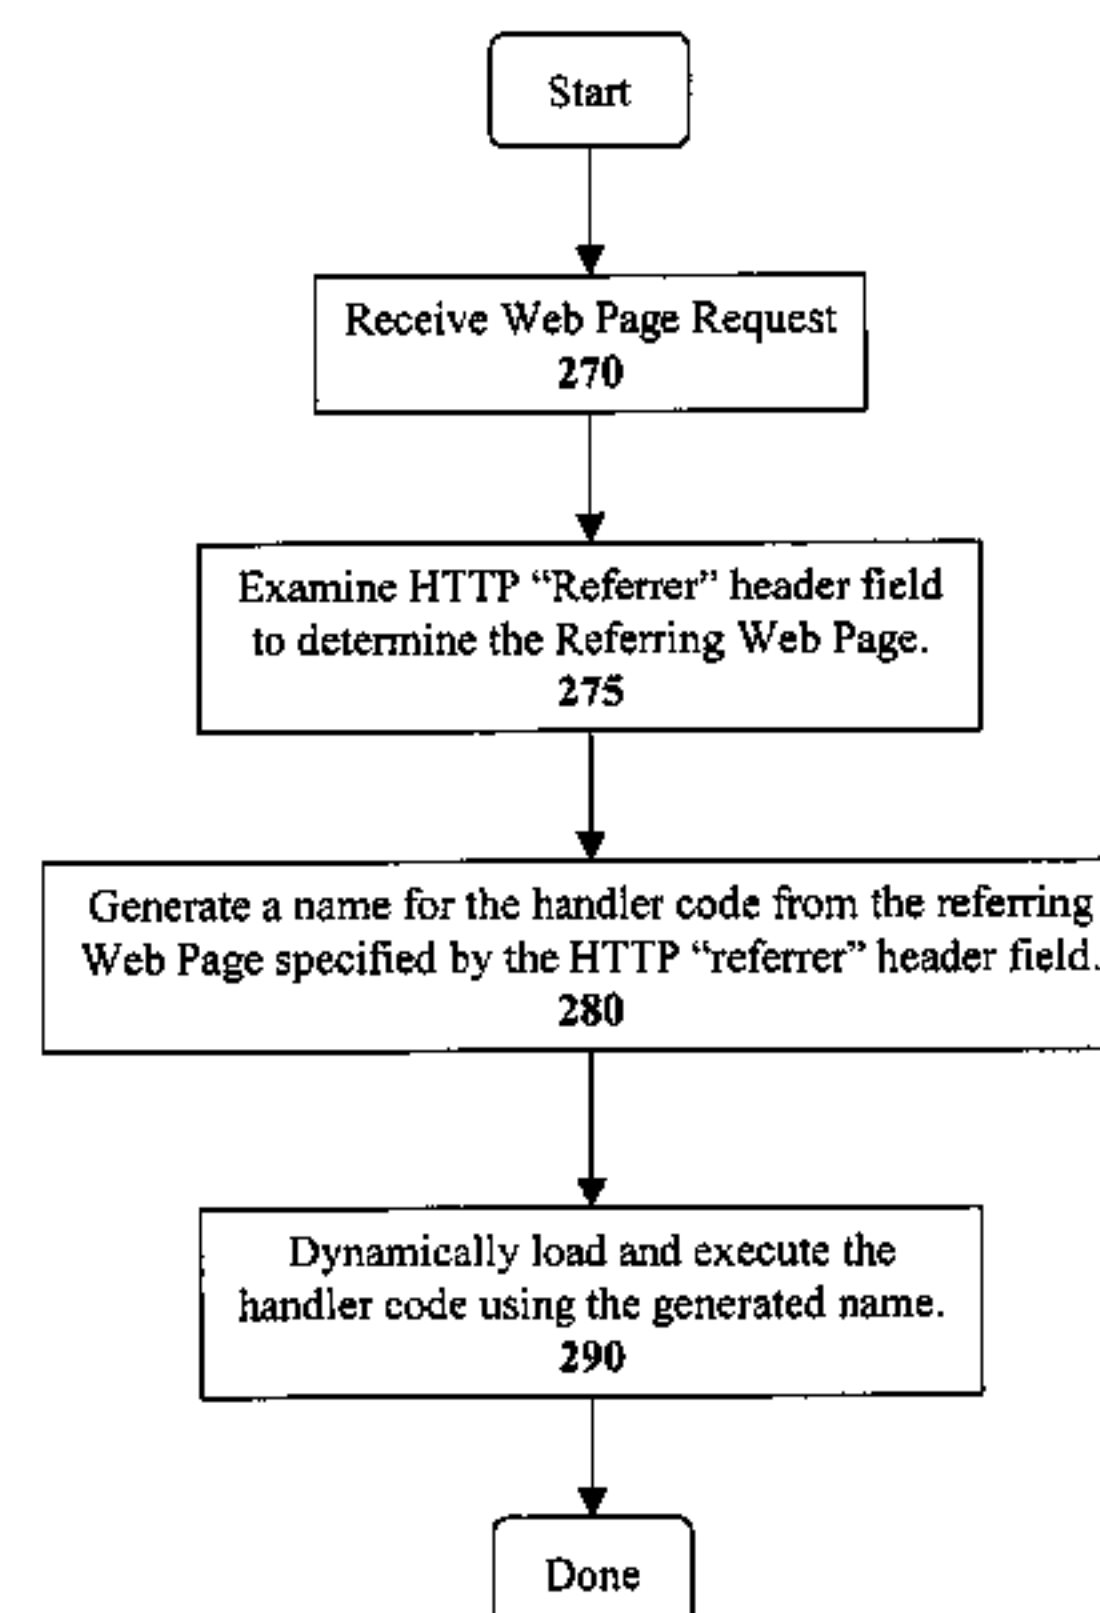 Start
Receive Web Page Request
270
Examine HTTP “Referrer” header field
to determine the Referring Web Page.
275
Generate a name for the handler code from the referring
Web Page specified by the HTTP “referrer” header field.
280
Dynamically load and execute the
handler code using the generated name.
290
Done